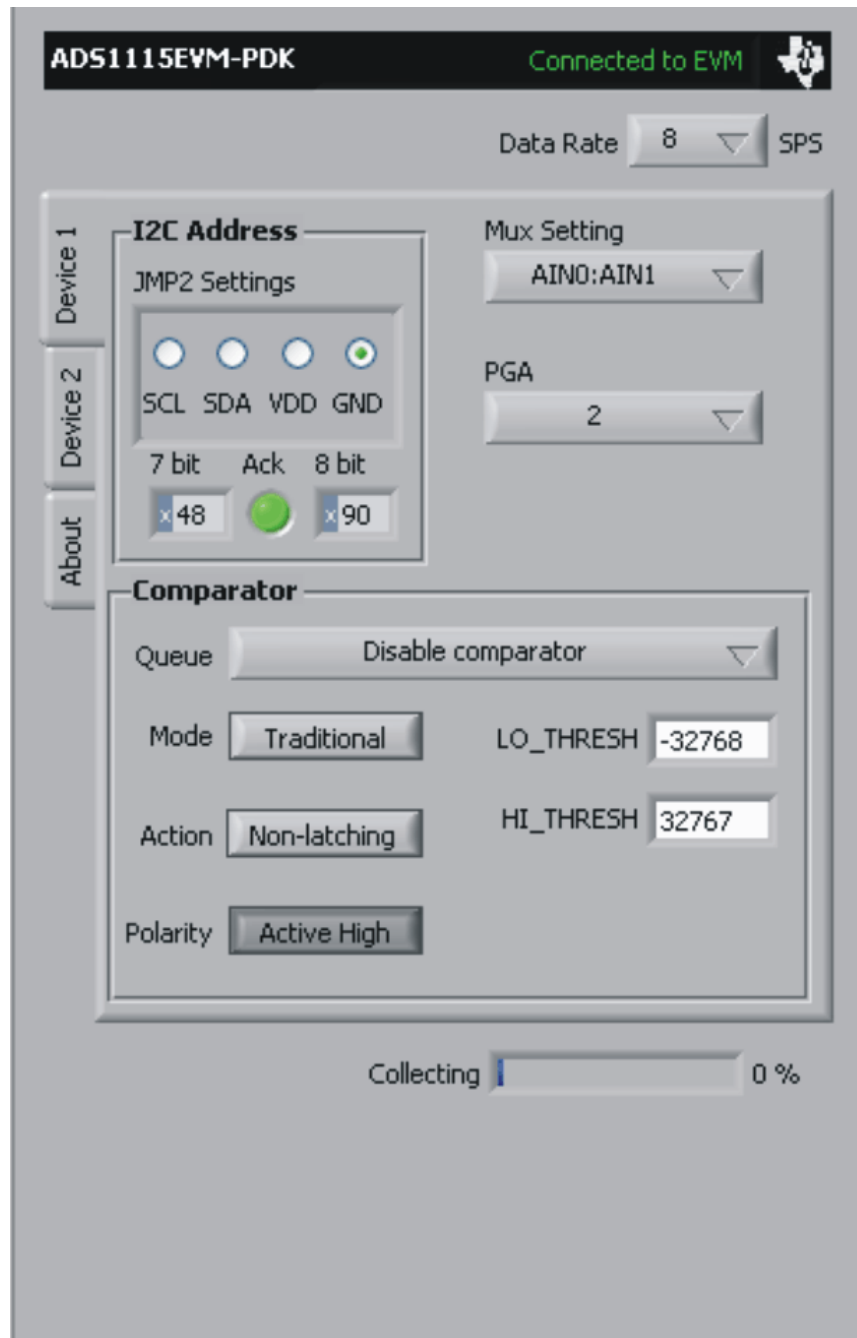 ADS1115EVM-PDK Connected to EVM
Data Rate 8 SPS
Device 1
Device 2
About
I2C Address
JMP2 Settings
SCL SDA VDD GND
7 bit Ack 8 bit
x 48 x 90
Mux Setting
AIN0:AIN1
PGA
2
Comparator
Queue Disable comparator
Mode Traditional LO_THRESH -32768
Action Non-latching HI_THRESH 32767
Polarity Active High
Collecting 0 %